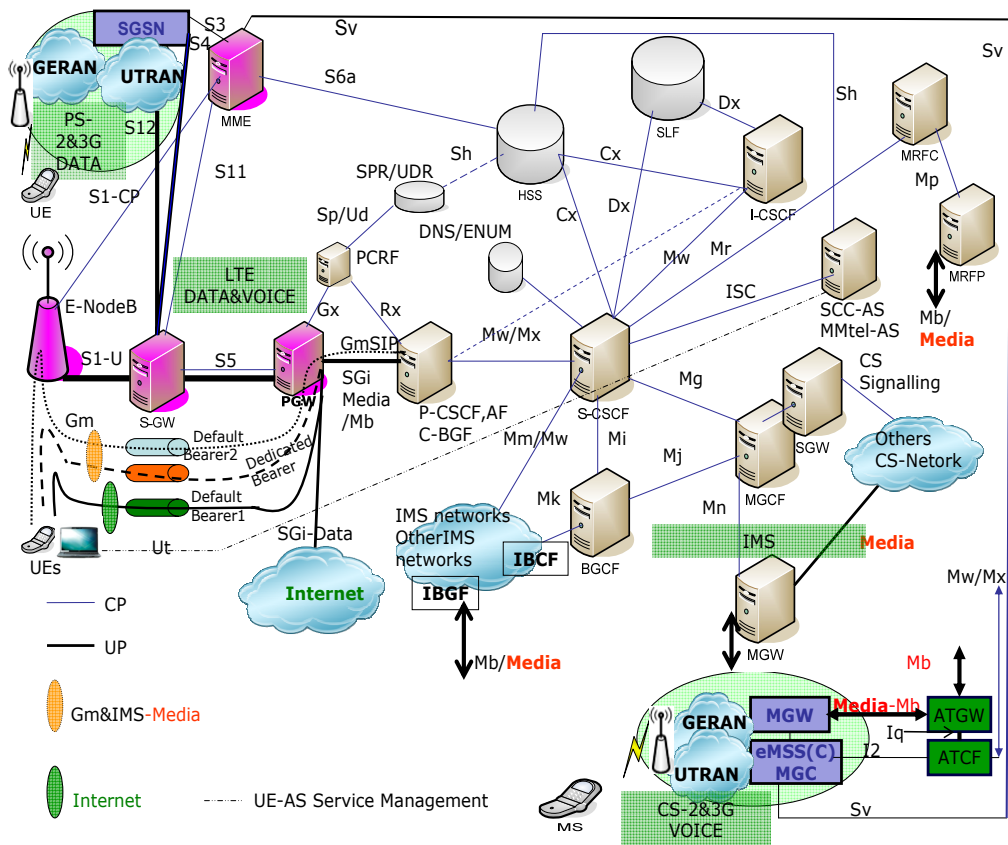 SGSN
S3
S4
Sv
Sv
GERAN
UTRAN
S6a
MME
Sh
Dx
SLF
MRFC
PS-
2&3G
DATA
S12
S11
S1-CP
UE
Sh
SPR/UDR
HSS
Cx
Cx
Dx
I-CSCF
Mp
Sp/Ud
DNS/ENUM
Mw
Mr
MRFP
PCRF
LTE
DATA&VOICE
E-NodeB
Gx
Rx
ISC
SCC-AS
MMtel-AS
Mb/
Media
S1-U
S5
GmSIP
Mw/Mx
SGi
Media
/Mb
PGW
S-GW
P-CSCF,AF
C-BGF
S-CSCF
Mg
CS
Signalling
Gm
Default
Bearer2
Dedicated
Bearer
Default
Bearer1
Mm/Mw
Mi
Mj
MGCF
SGW
Others
CS-Netork
Mk
Mn
IMS networks
OtherIMS
networks
IBCF
IBGF
BGCF
IMS
Media
UEs
Ut
SGi-Data
Internet
Mw/Mx
CP
UP
Mb/Media
MGW
Mb
Gm&IMS-Media
GERAN
MGW
Media-Mb
ATGW
Iq
UTRAN
eMSS(C)
MGC
I2
ATCF
Internet
UE-AS Service Management
MS
CS-2&3G
VOICE
Sv